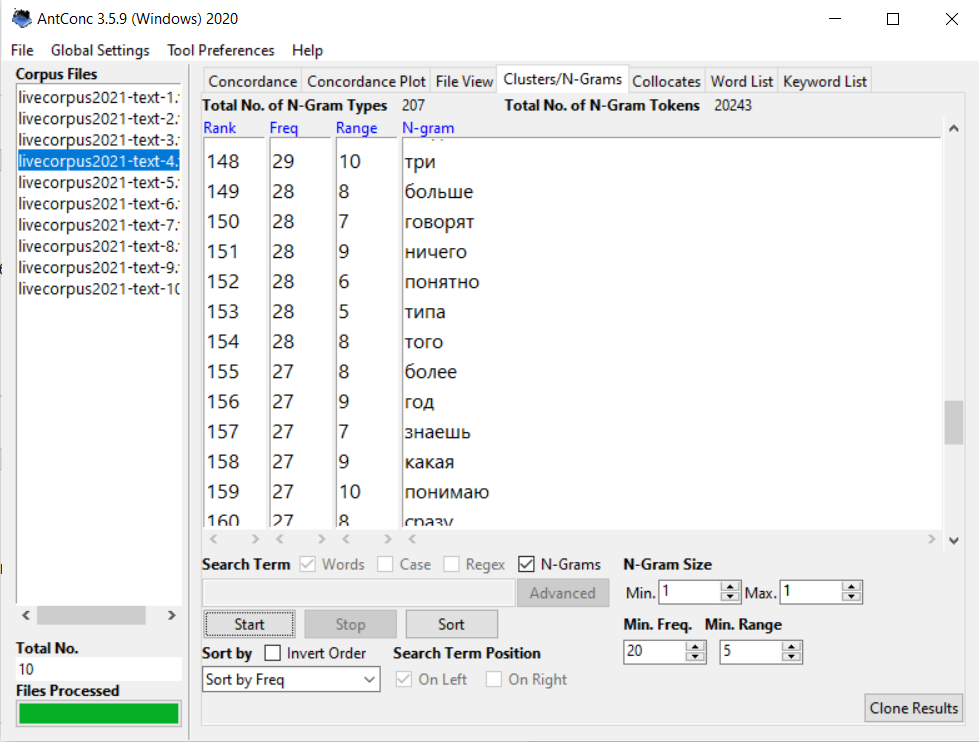 AntConc 3.5.9 (Windows) 2020
File Global Settings Tool Preferences Help
Corpus Files
livecorpus2021-text-1.
livecorpus2021-text-2.
livecorpus2021-text-3.
livecorpus2021-text-4.
livecorpus2021-text-5.
livecorpus2021-text-6.
livecorpus2021-text-7.
livecorpus2021-text-8.
livecorpus2021-text-9.
livecorpus2021-text-10
Total No.
10
Files Processed
Concordance Concordance Plot File View Clusters/N-Grams Collocates Word List Keyword List
Total No. of N-Gram Types 207 Total No. of N-Gram Tokens 20243
Rank Freq Range N-gram
148 29 10 три
149 28 8 больше
150 28 7 говорят
151 28 9 ничего
152 28 6 понятно
153 28 5 типа
154 28 8 того
155 27 8 более
156 27 9 год
157 27 7 знаешь
158 27 9 какая
159 27 10 понимаю
160 27 8 сразу
Search Term Words Case Regex N-Grams N-Gram Size
Advanced Min. 1 Max. 1
Start Stop Sort Min. Freq. Min. Range
Sort by Invert Order Search Term Position 20 5
Sort by Freq On Left On Right
Clone Results